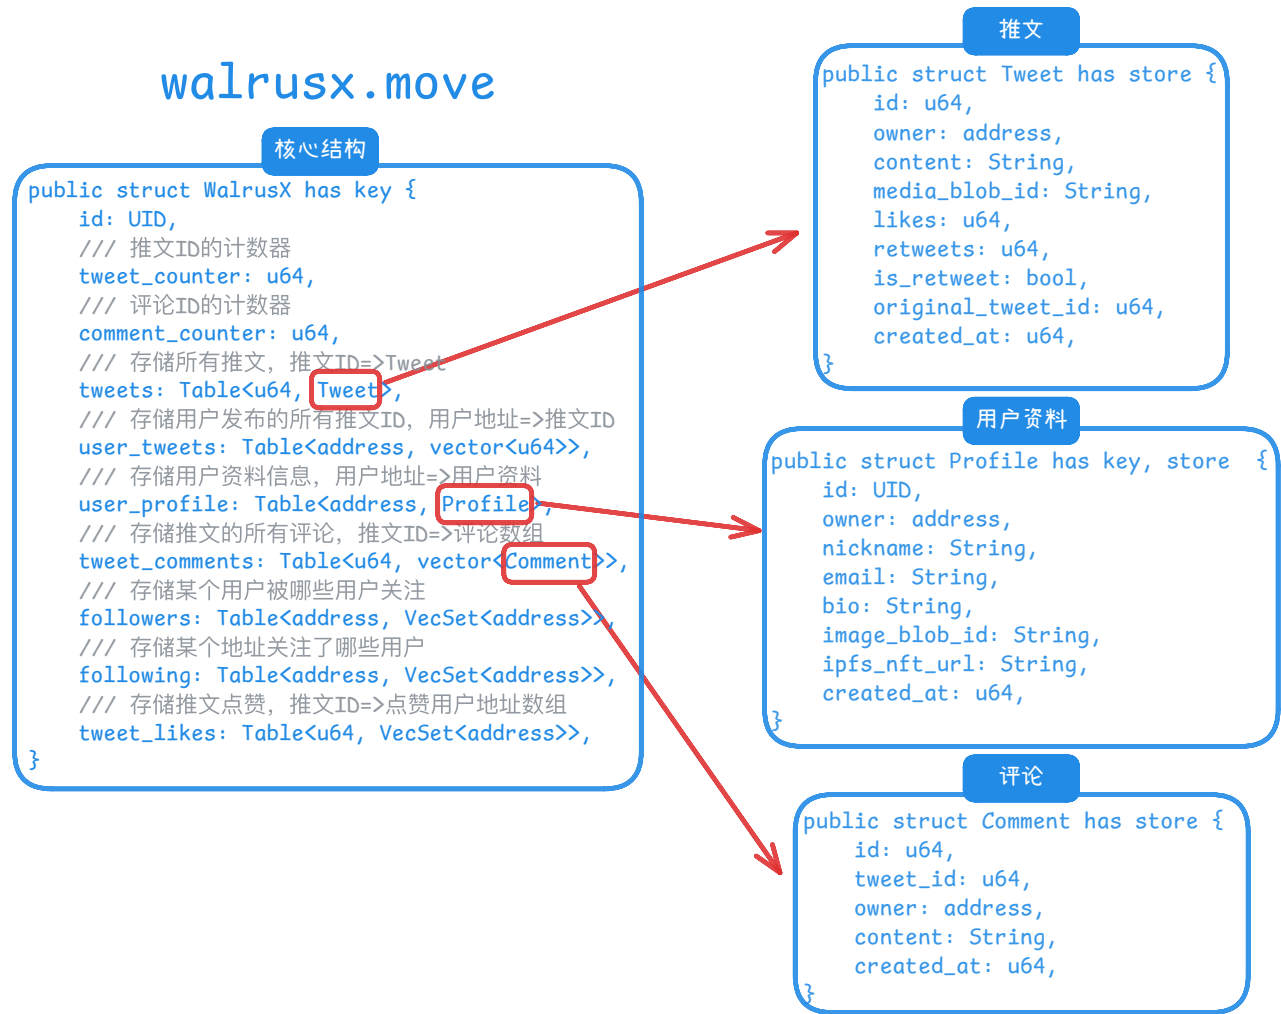 walrusx.move
核心结构
public struct WalrusX has key {
id: UID,
/// 推文ID的计数器
tweet_counter: u64,
/// 评论ID的计数器
comment_counter: u64,
/// 存储所有推文，推文ID=>Tweet
tweets: Table<u64, Tweet>,
/// 存储用户发布的所有推文ID，用户地址=>推文ID
user_tweets: Table<address, vector<u64>>,
/// 存储用户资料信息，用户地址=>用户资料
user_profile: Table<address, Profile>,
/// 存储推文的所有评论，推文ID=>评论数组
tweet_comments: Table<u64, vector<Comment>>,
/// 存储某个用户被哪些用户关注
followers: Table<address, VecSet<address>>,
/// 存储某个地址关注了哪些用户
following: Table<address, VecSet<address>>,
/// 存储推文点赞，推文ID=>点赞用户地址数组
tweet_likes: Table<u64, VecSet<address>>,
}
推文
public struct Tweet has store {
id: u64,
owner: address,
content: String,
media_blob_id: String,
likes: u64,
retweets: u64,
is_retweet: bool,
original_tweet_id: u64,
created_at: u64,
}
用户资料
public struct Profile has key, store {
id: UID,
owner: address,
nickname: String,
email: String,
bio: String,
image_blob_id: String,
ipfs_nft_url: String,
created_at: u64,
}
评论
public struct Comment has store {
id: u64,
tweet_id: u64,
owner: address,
content: String,
created_at: u64,
}